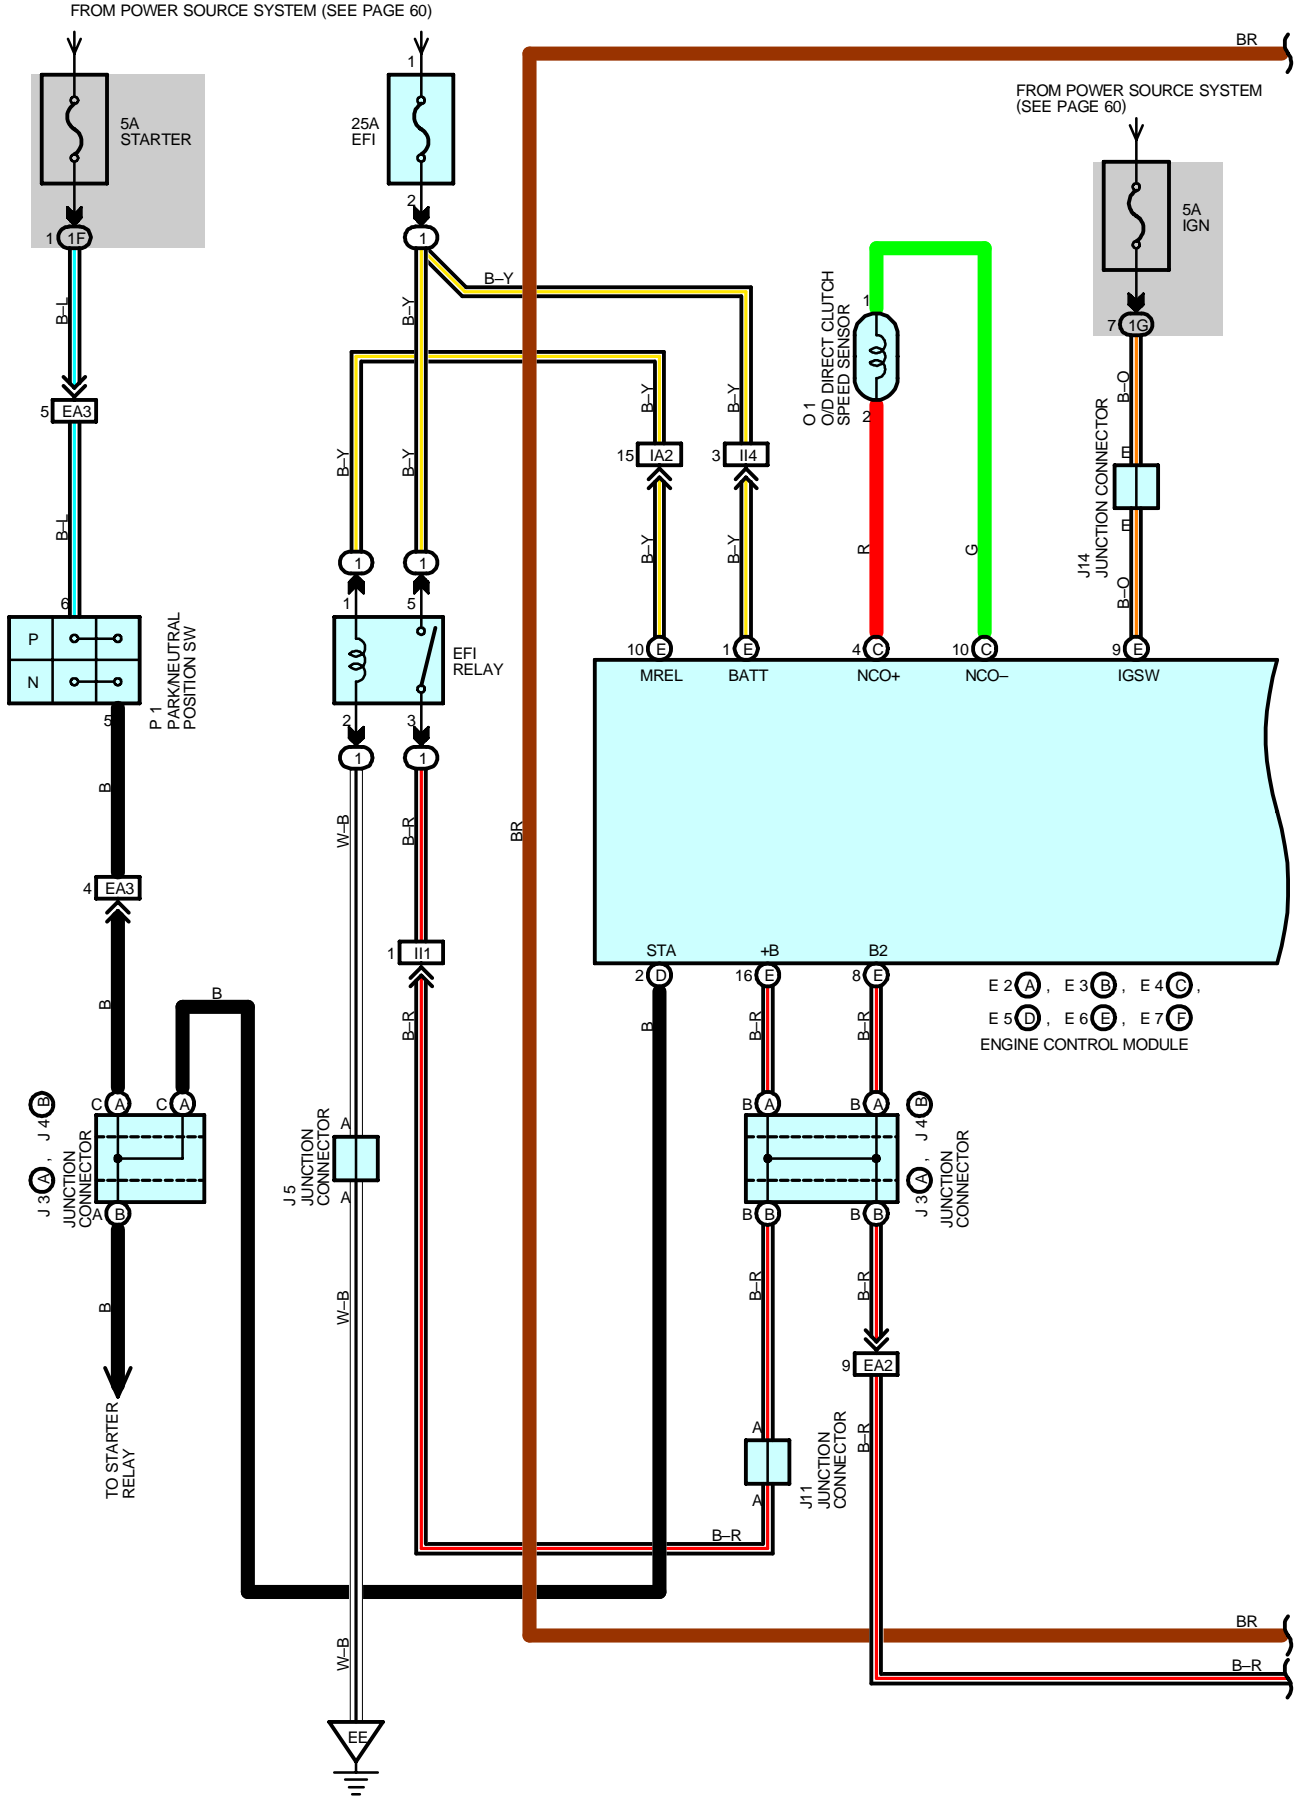 FROM POWER SOURCE SYSTEM (SEE PAGE 60)
BR
FROM POWER SOURCE SYSTEM
(SEE PAGE 60)
1
5A
STARTER
25A
EFI
5A
IGN
2
1 1F
1
7 1G
B–Y
B–L
B–Y
1
O 1
O/D DIRECT CLUTCH
SPEED SENSOR
2
B–O
5 EA3
B–Y
B–Y
E
J14
JUNCTION CONNECTOR
15 IA2
3 II4
B–Y
B–Y
E
B–L
B–Y
B–Y
R
G
B–O
1
1
6
1
5
P
N
P 1
PARK/NEUTRAL
POSITION SW
5
EFI
RELAY
10 E
1 E
4 C
10 C
9 E
MREL
BATT
NCO+
NCO–
IGSW
2
3
1
1
B
W–B
B–R
BR
4 EA3
1 II1
STA
+B
B2
2 D
16 E
8 E
E 2 A , E 3 B , E 4 C ,
E 5 D , E 6 E , E 7 F
ENGINE CONTROL MODULE
B
B
B–R
B
B–R
B–R
C A
C A
J 3 A , J 4 B
JUNCTION
CONNECTOR
A B
A
J 5
JUNCTION
CONNECTOR
A
B A
B A
J 3 A , J 4 B
JUNCTION
CONNECTOR
B B
B B
B
W–B
B–R
B–R
9 EA2
TO STARTER
RELAY
A
J11
JUNCTION
CONNECTOR
A
B–R
B–R
BR
W–B
B–R
EE